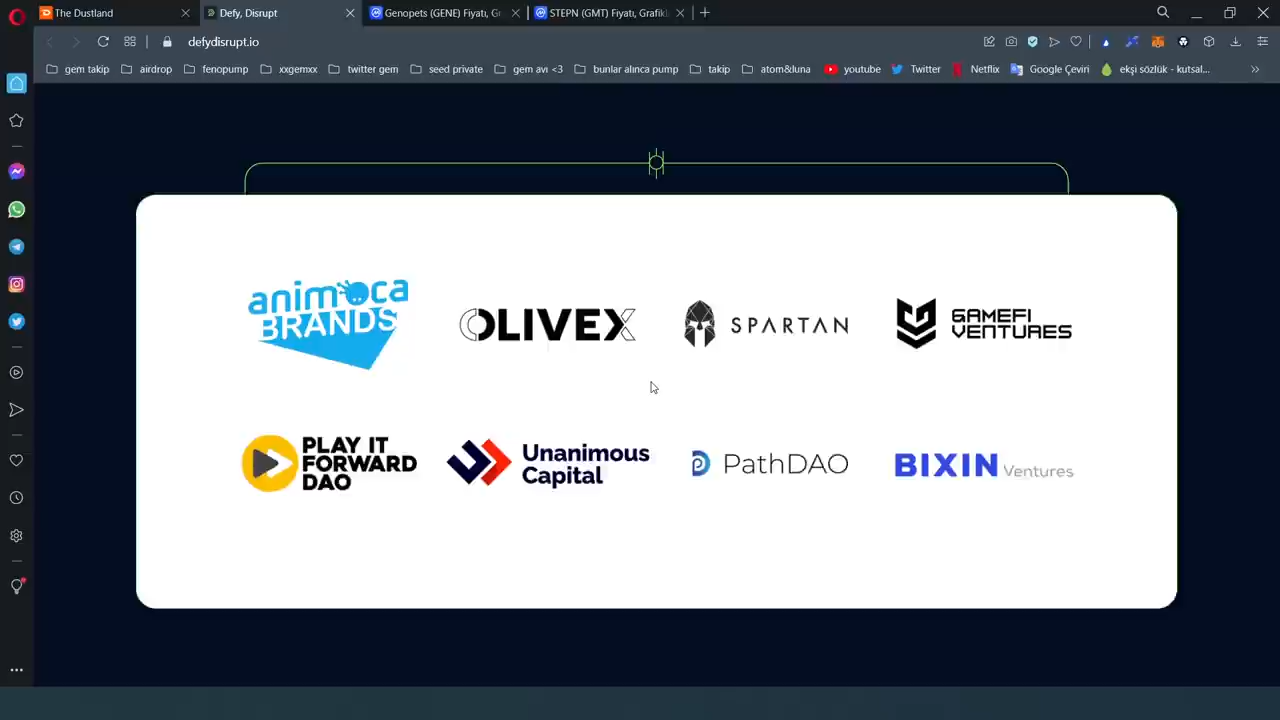 The Dustland
Defy, Disrupt
Genopets (GENE) Fiyatı, Gr
STEPN (GMT) Fiyatı, Grafikl
defydisrupt.io
gem takip
airdrop
fenopump
xxgemxx
twitter gem
seed private
gem avı <3
bunlar alınca pump
takip
atom&luna
youtube
Twitter
Netflix
Google Çeviri
ekşi sözlük - kutsal...
animoca
BRANDS
OLIVEX
SPARTAN
GAMEFI
VENTURES
PLAY IT
FORWARD
DAO
Unanimous
Capital
PathDAO
BIXIN Ventures